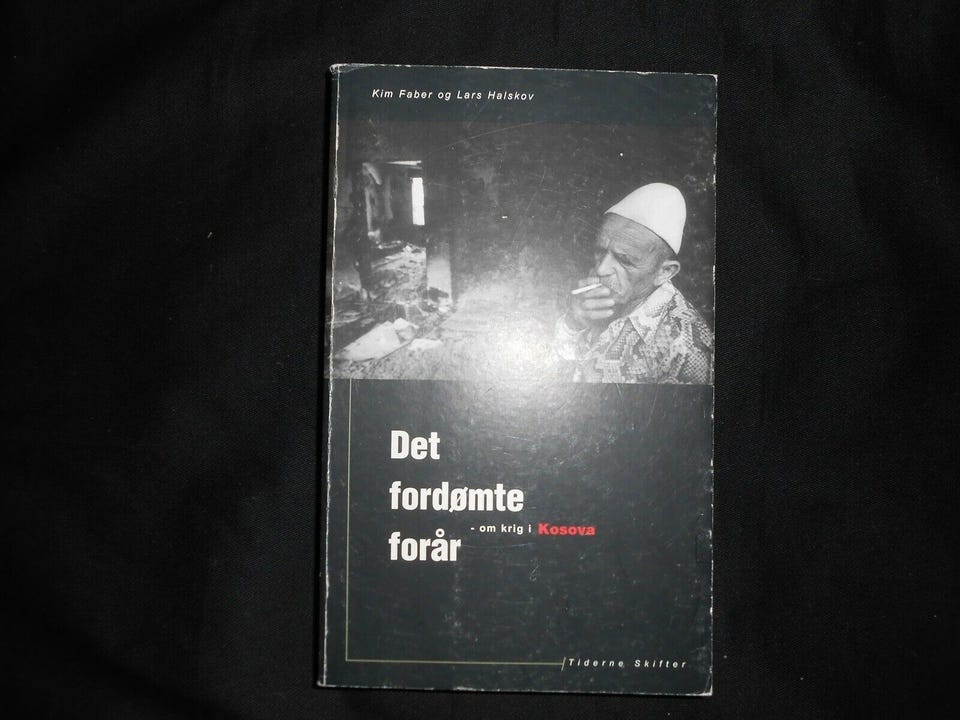 Kim Faber og Lars Halskov
Det
fordømte
- om krig i Kosova
forår
Tiderne Skifter